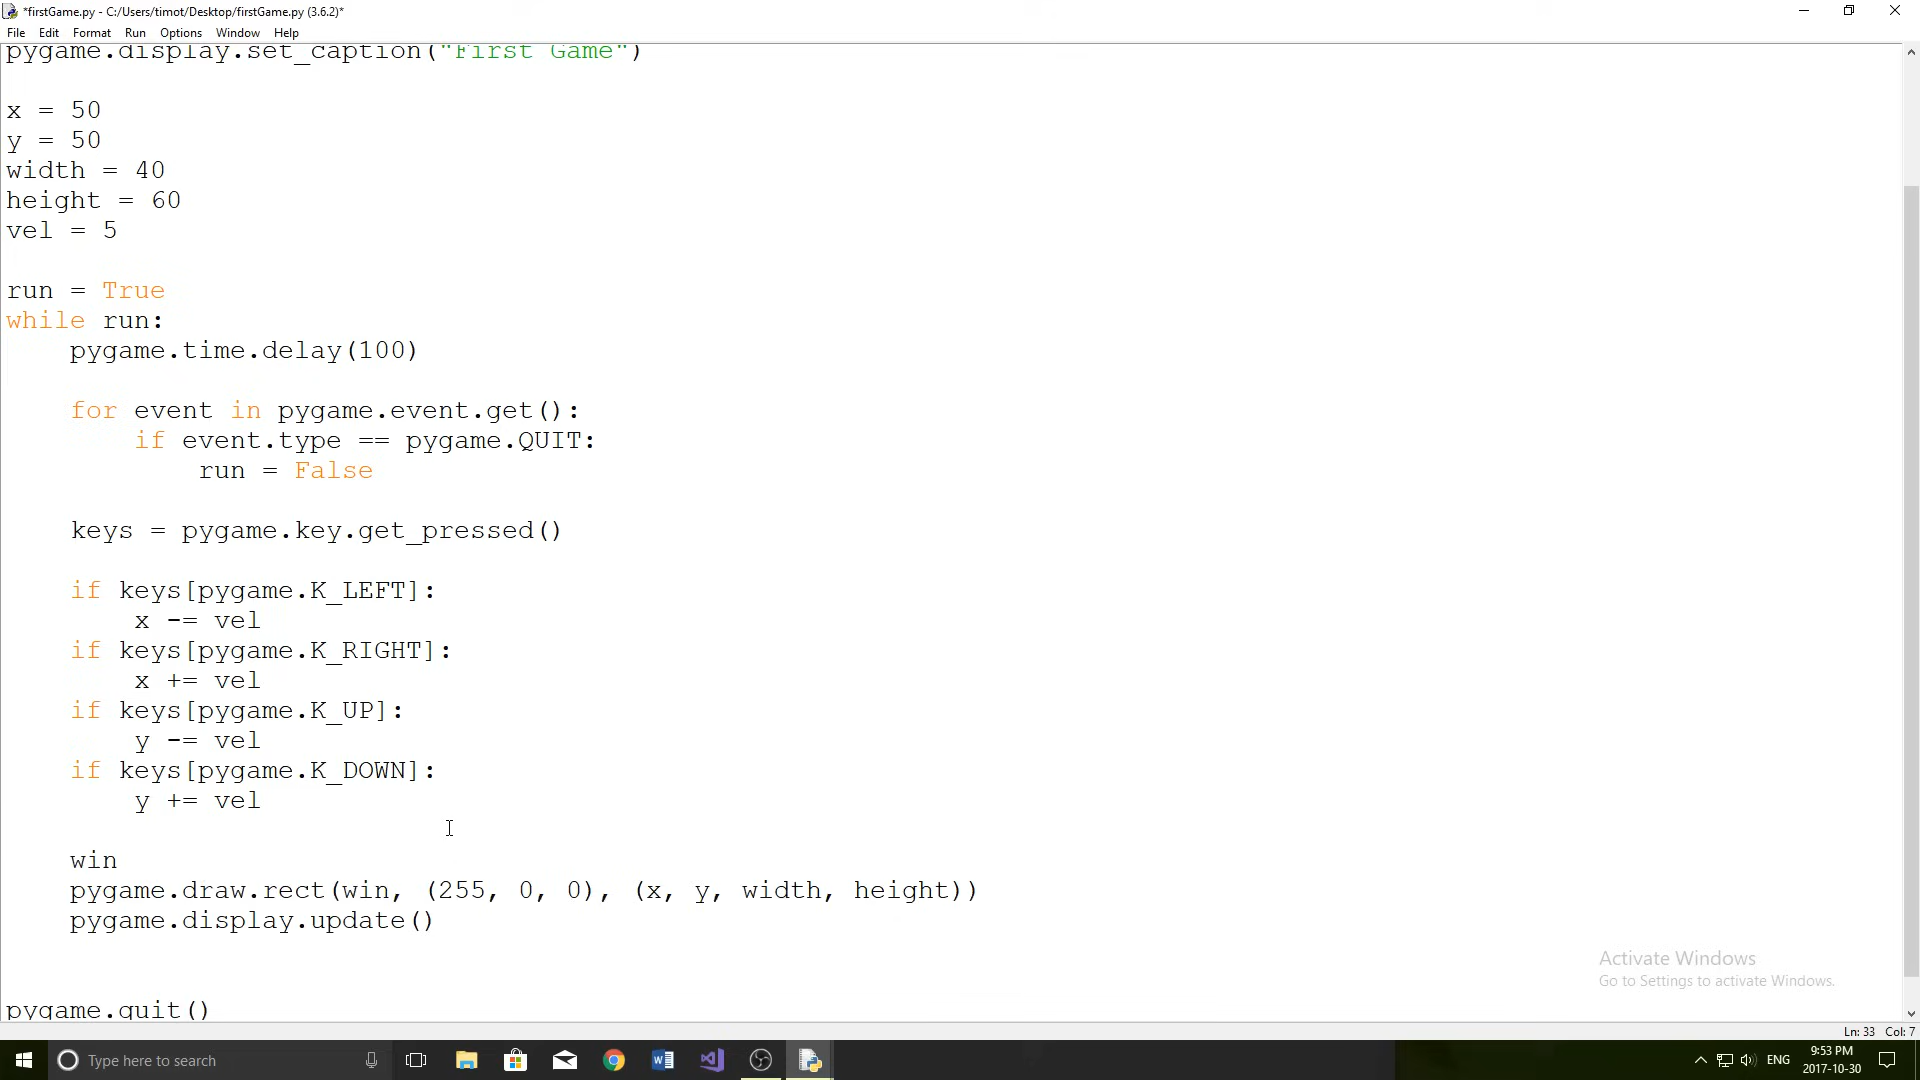 *firstGame.py - C:/Users/timot/Desktop/firstGame.py (3.6.2)*
File Edit Format Run Options Window Help
pygame.display.set_caption("First Game")
x = 50
y = 50
width = 40
height = 60
vel = 5
run = True
while run:
pygame.time.delay(100)
for event in pygame.event.get():
if event.type == pygame.QUIT:
run = False
keys = pygame.key.get_pressed()
if keys[pygame.K_LEFT]:
x -= vel
if keys[pygame.K_RIGHT]:
x += vel
if keys[pygame.K_UP]:
y -= vel
if keys[pygame.K_DOWN]:
y += vel
win
pygame.draw.rect(win, (255, 0, 0), (x, y, width, height))
pygame.display.update()
Activate Windows
Go to Settings to activate Windows.
pygame.quit()
Ln: 33 Col: 7
Type here to search
ENG
9:53 PM
2017-10-30